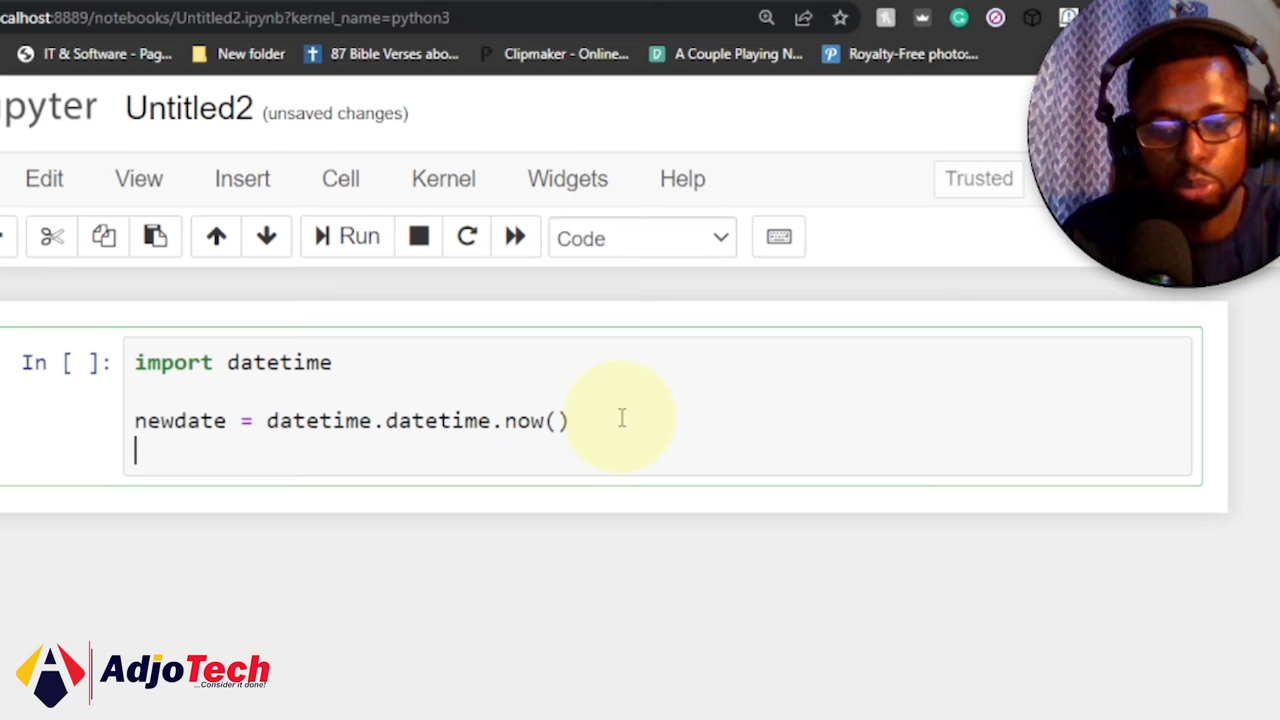 calhost:8889/notebooks/Untitled2.ipynb?kernel_name=python3
IT & Software - Pag... New folder 87 Bible Verses abo... Clipmaker - Online... A Couple Playing N... Royalty-Free photo:...
upyter Untitled2 (unsaved changes)
Edit View Insert Cell Kernel Widgets Help Trusted
Run Code
In [ ]: import datetime
newdate = datetime.datetime.now()
AdjoTech
...Consider it done!